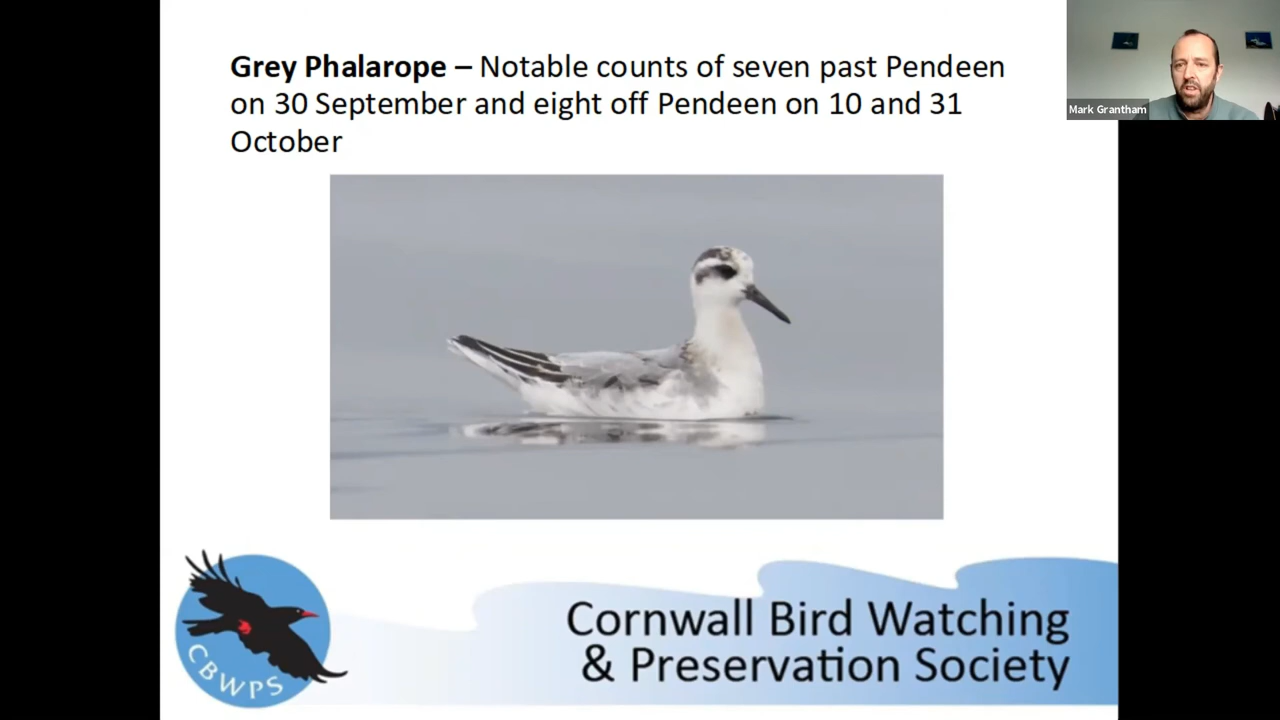 Grey Phalarope – Notable counts of seven past Pendeen
on 30 September and eight off Pendeen on 10 and 31
October
Mark Grantham
CBWPS
Cornwall Bird Watching
& Preservation Society